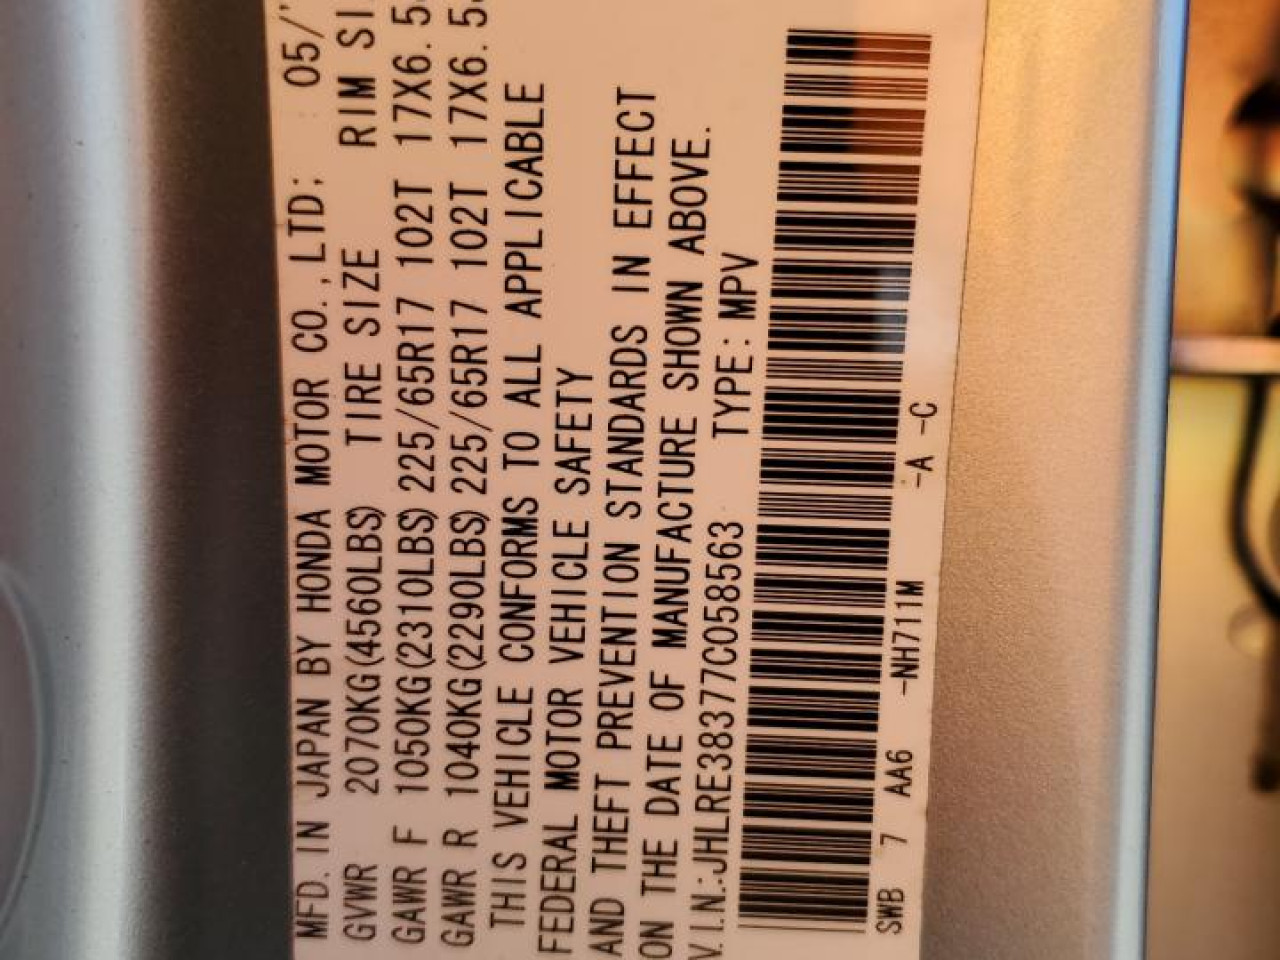 MFD. IN JAPAN BY HONDA MOTOR CO., LTD; 05/
GVWR 2070KG(4560LBS) TIRE SIZE RIM SI
GAWR F 1050KG(2310LBS) 225/65R17 102T 17X6.5
GAWR R 1040KG(2290LBS) 225/65R17 102T 17X6.5
THIS VEHICLE CONFORMS TO ALL APPLICABLE
FEDERAL MOTOR VEHICLE SAFETY
AND THEFT PREVENTION STANDARDS IN EFFECT
ON THE DATE OF MANUFACTURE SHOWN ABOVE.
V.I.N.:JHLRE38377C058563 TYPE: MPV
SWB 7 AA6 -NH711M -A -C